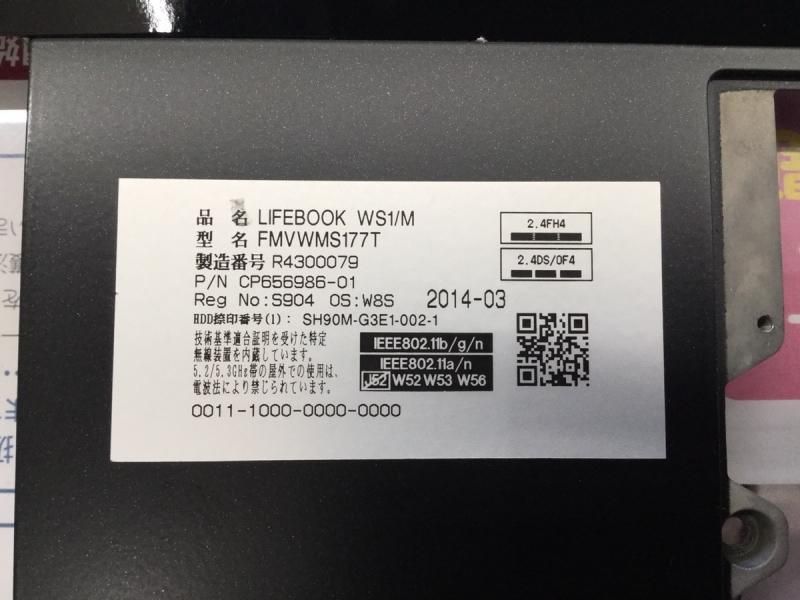 品 名 LIFEBOOK WS1/M
型 名 FMVWMS177T
製造番号 R4300079
P/N CP656986-01
Reg No:S904 OS:W8S 2014-03
HDD捺印番号(1): SH90M-G3E1-002-1
技術基準適合証明を受けた特定
無線装置を内蔵しています。
5.2/5.3GHz帯の屋外での使用は、
電波法により禁じられています。
0011-1000-0000-0000
2.4FH4
2.4DS/OF4
IEEE802.11b/g/n
IEEE802.11a/n
J52 W52 W53 W56